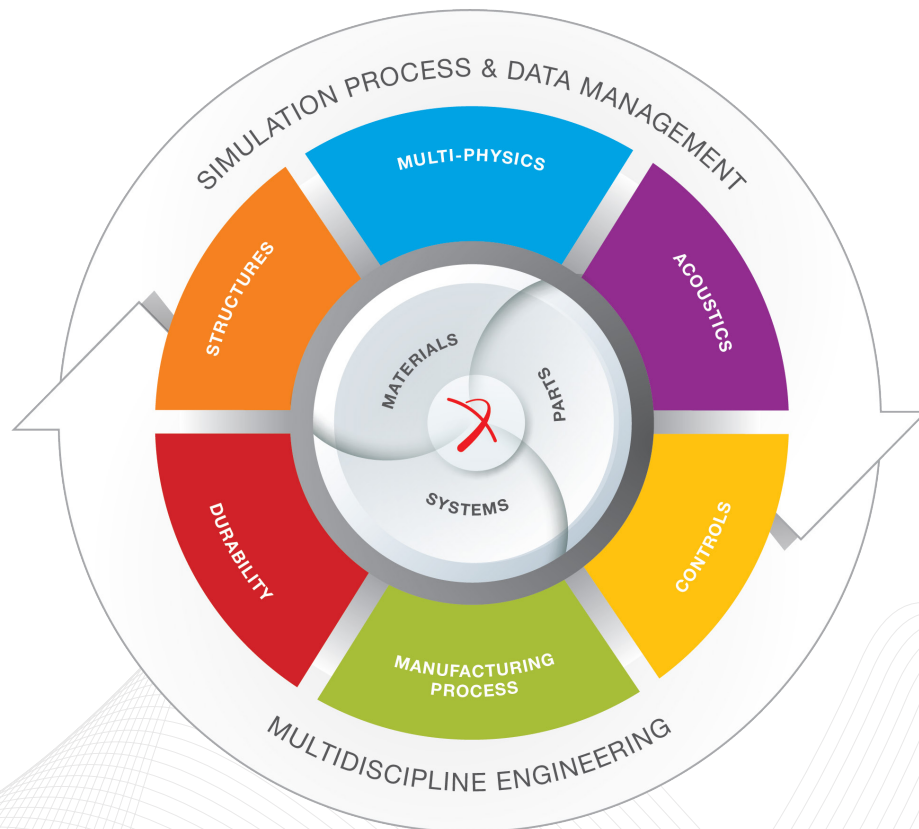 SIMULATION PROCESS & DATA MANAGEMENT
MULTI-PHYSICS
STRUCTURES
ACOUSTICS
MATERIALS
PARTS
SYSTEMS
DURABILITY
CONTROLS
MANUFACTURING
PROCESS
MULTIDISCIPLINE ENGINEERING